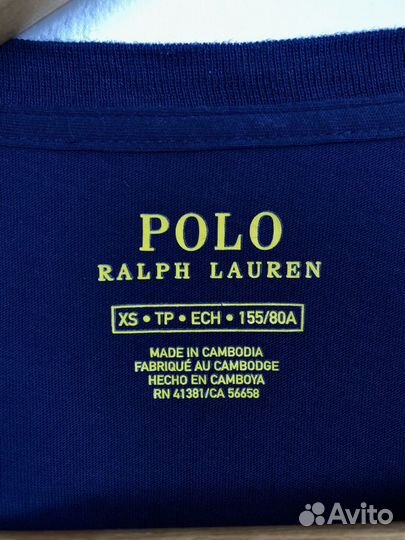 POLO
RALPH LAUREN
XS • TP • ECH • 155/80A
MADE IN CAMBODIA
FABRIQUÉ AU CAMBODGE
HECHO EN CAMBOYA
RN 41381/CA 56658
Avito